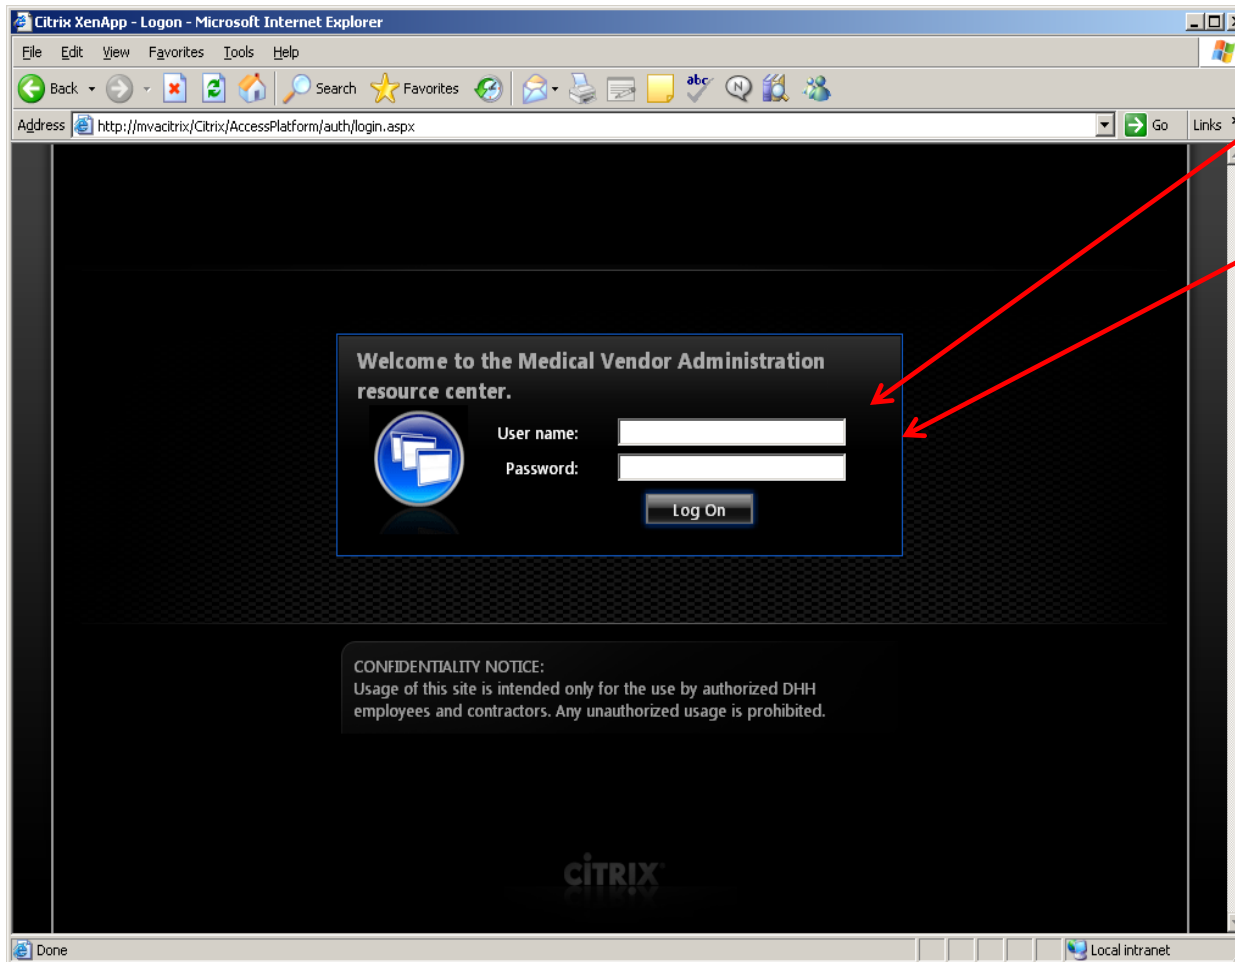 Citrix XenApp - Logon - Microsoft Internet Explorer
File Edit View Favorites Tools Help
Back Search Favorites abc N
Address http://mvacitrix/Citrix/AccessPlatform/auth/login.aspx Go Links
Welcome to the Medical Vendor Administration
resource center.
User name:
Password:
Log On
CONFIDENTIALITY NOTICE:
Usage of this site is intended only for the use by authorized DHH
employees and contractors. Any unauthorized usage is prohibited.
CITRIX
Done Local intranet